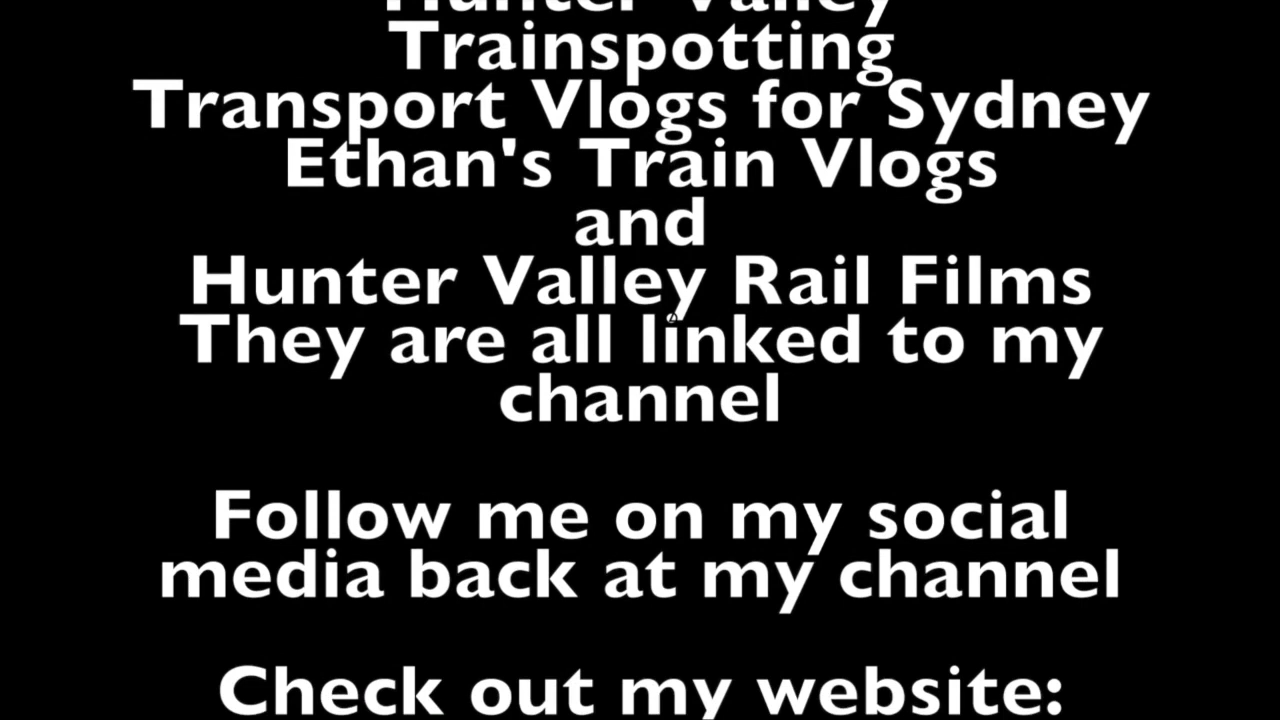 Hunter Valley
Trainspotting
Transport Vlogs for Sydney
Ethan's Train Vlogs
and
Hunter Valley Rail Films
They are all linked to my
channel
Follow me on my social
media back at my channel
Check out my website: